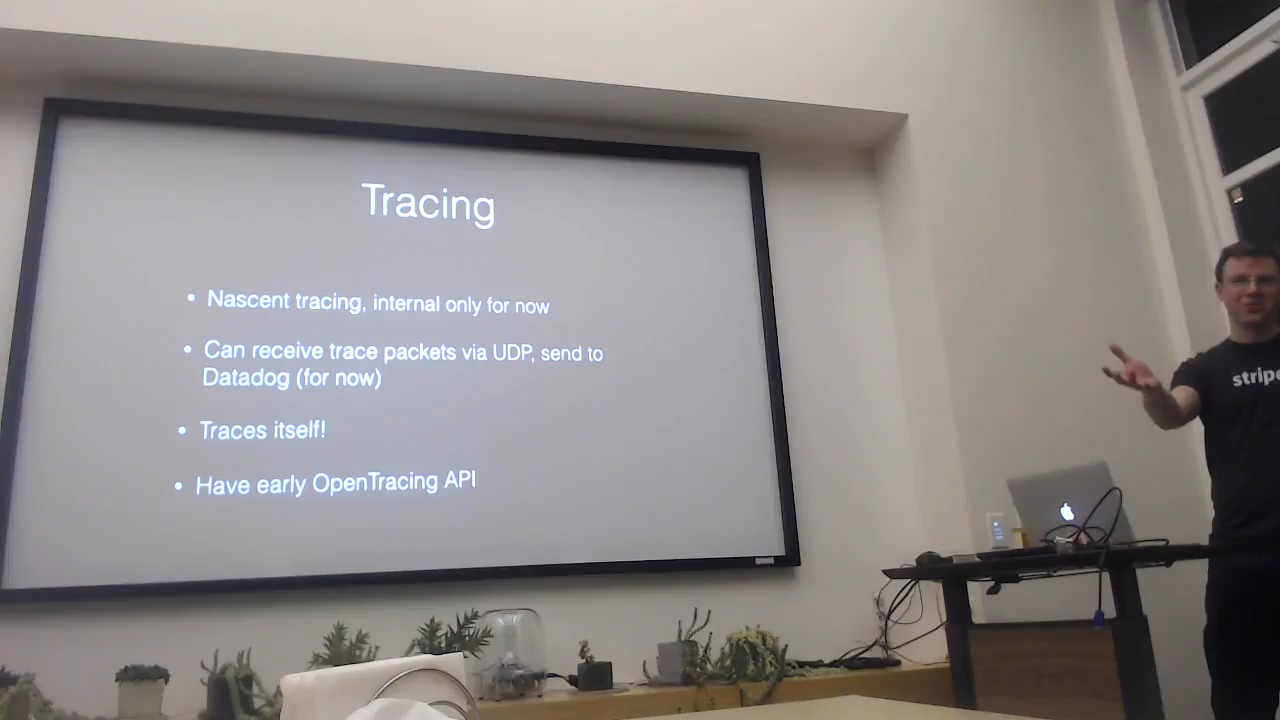 Tracing
• Nascent tracing, internal only for now
• Can receive trace packets via UDP, send to
Datadog (for now)
• Traces itself!
• Have early OpenTracing API
stripe